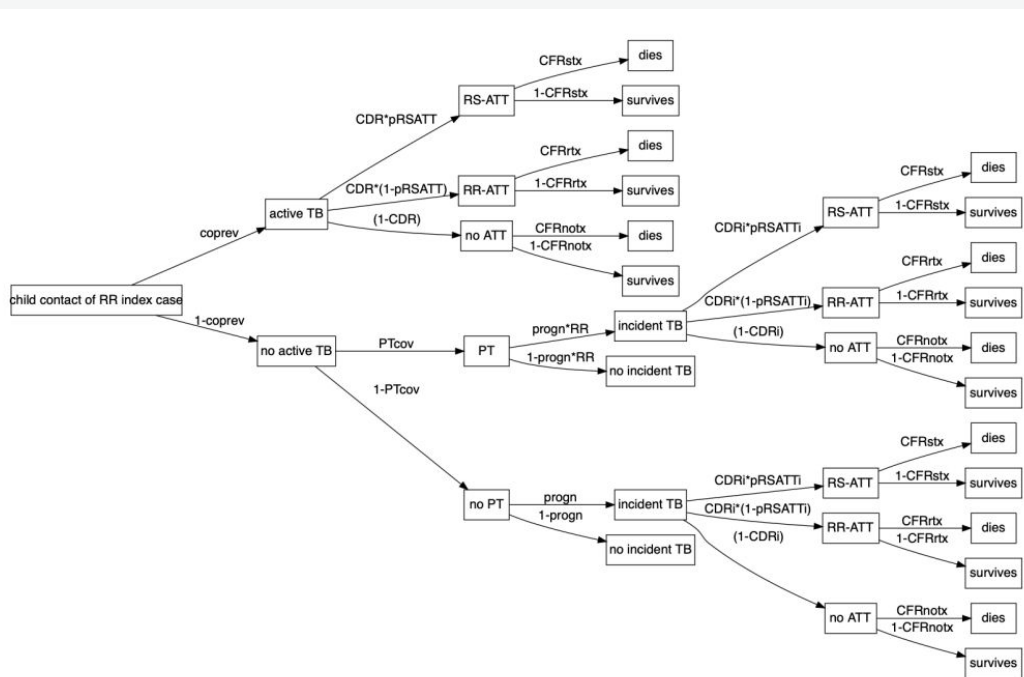 CFRstx
dies
RS-ATT
1-CFRstx
survives
CDR*pRSATT
CFRrtx
dies
CDR*(1-pRSATT)
RR-ATT
1-CFRrtx
survives
active TB
(1-CDR)
no ATT
CFRnotx
dies
1-CFRnotx
survives
coprev
child contact of RR index case
1-coprev
no active TB
PTcov
PT
progn*RR
incident TB
1-progn*RR
no incident TB
CDRi*pRSATTi
RS-ATT
CFRstx
dies
1-CFRstx
survives
CDRi*(1-pRSATTi)
RR-ATT
CFRrtx
dies
1-CFRrtx
survives
(1-CDRi)
no ATT
CFRnotx
dies
1-CFRnotx
survives
1-PTcov
no PT
progn
incident TB
1-progn
no incident TB
CDRi*pRSATTi
RS-ATT
CFRstx
dies
1-CFRstx
survives
CDRi*(1-pRSATTi)
RR-ATT
CFRrtx
dies
1-CFRrtx
survives
(1-CDRi)
no ATT
CFRnotx
dies
1-CFRnotx
survives